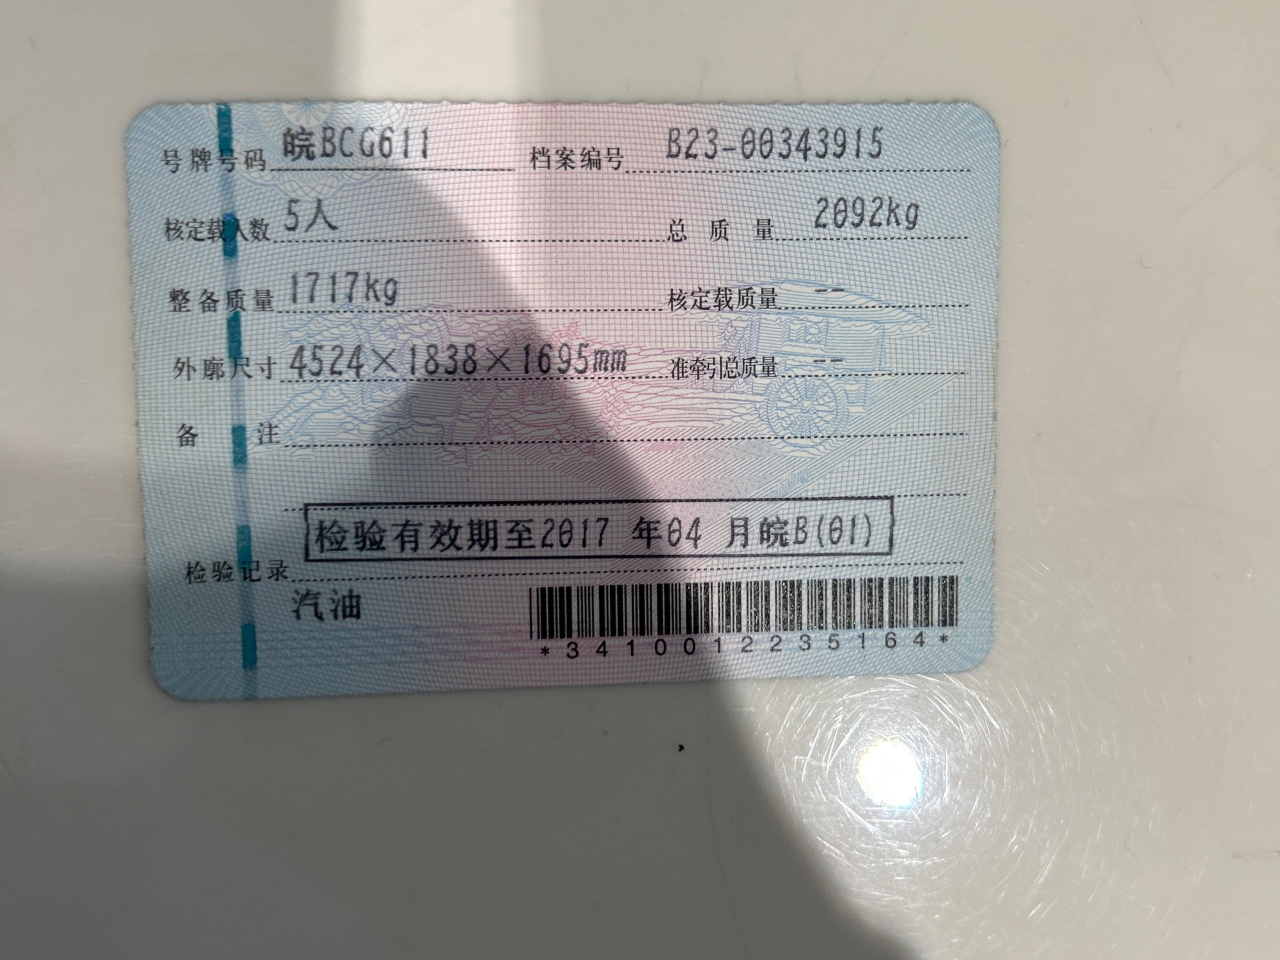 号牌号码 皖BCG611 档案编号 B23-00343915
核定载人数 5人 总质量 2092kg
整备质量 1717kg 核定载质量 --
外廓尺寸 4524×1838×1695mm 准牵引总质量 --
备注
检验有效期至2017 年04 月皖B(01)
检验记录
汽油
*3410012235164*